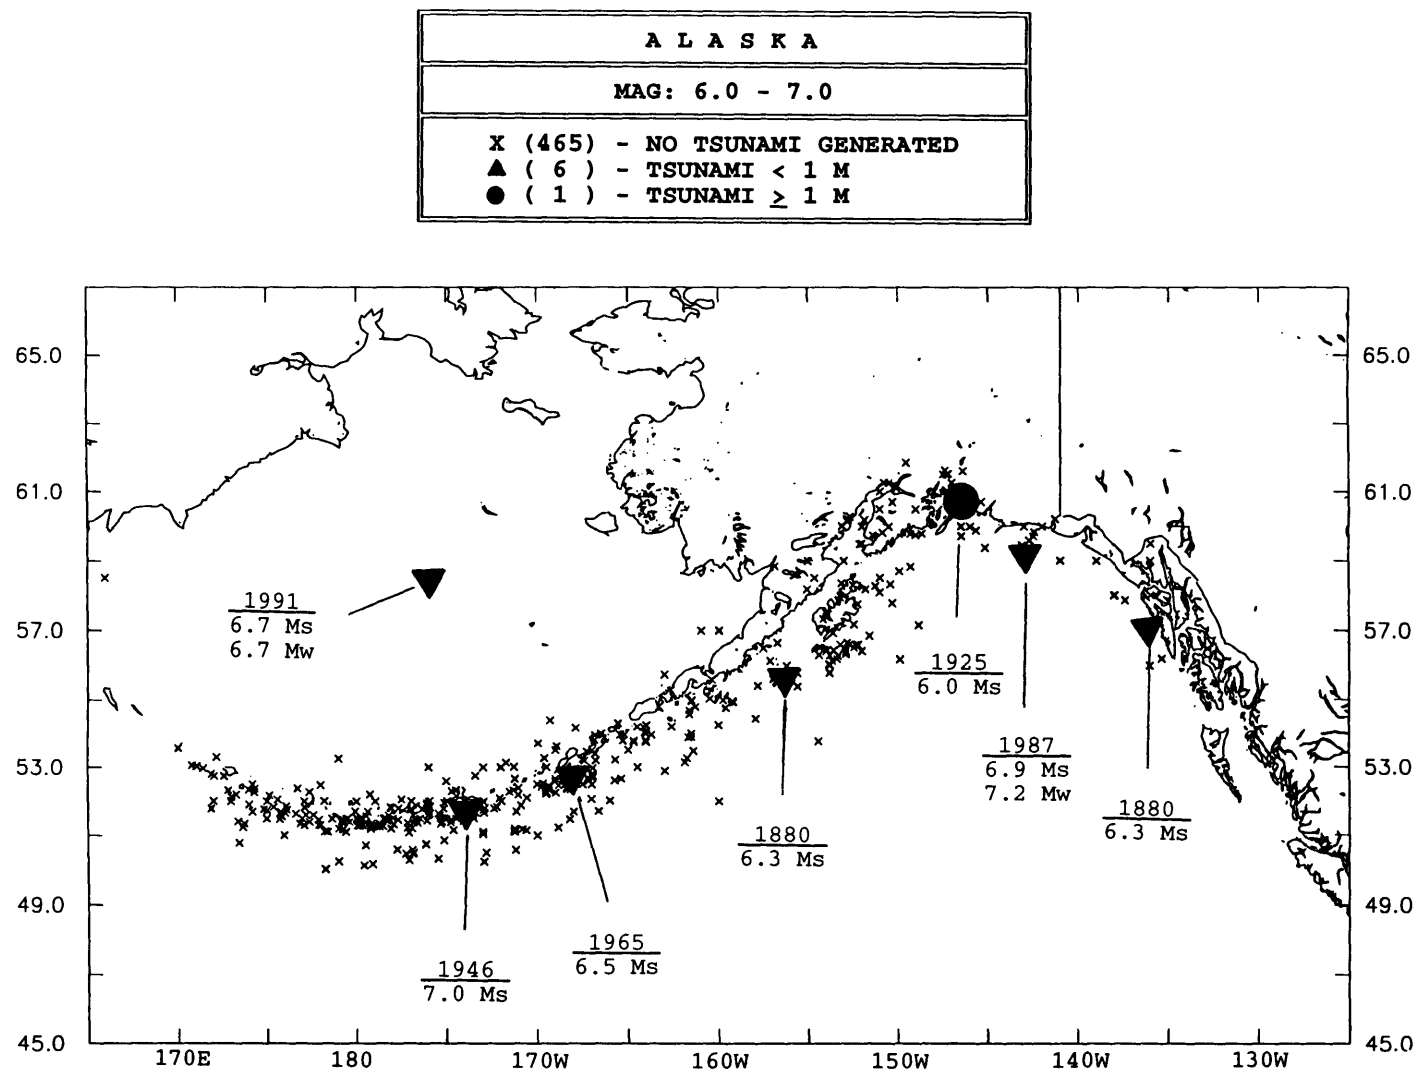 A L A S K A
MAG: 6.0 - 7.0
X (465) - NO TSUNAMI GENERATED
▲ ( 6 ) - TSUNAMI < 1 M
● ( 1 ) - TSUNAMI ≥ 1 M
65.0 65.0
61.0 61.0
1991
6.7 Ms
6.7 Mw
57.0 57.0
1925
6.0 Ms
1987
6.9 Ms
7.2 Mw
53.0 53.0
1880
6.3 Ms
1880
6.3 Ms
49.0 49.0
1965
6.5 Ms
1946
7.0 Ms
45.0 45.0
170E 180 170W 160W 150W 140W 130W